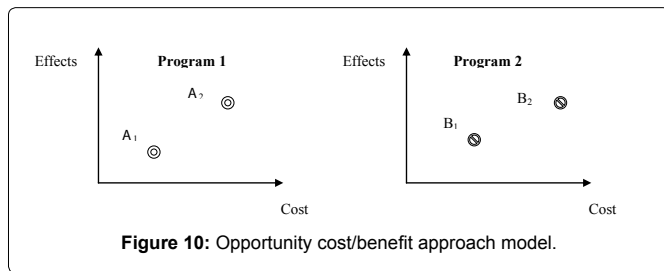 Effects
Program 1
A₂
A₁
Cost
Effects
Program 2
B₂
B₁
Cost
Figure 10: Opportunity cost/benefit approach model.